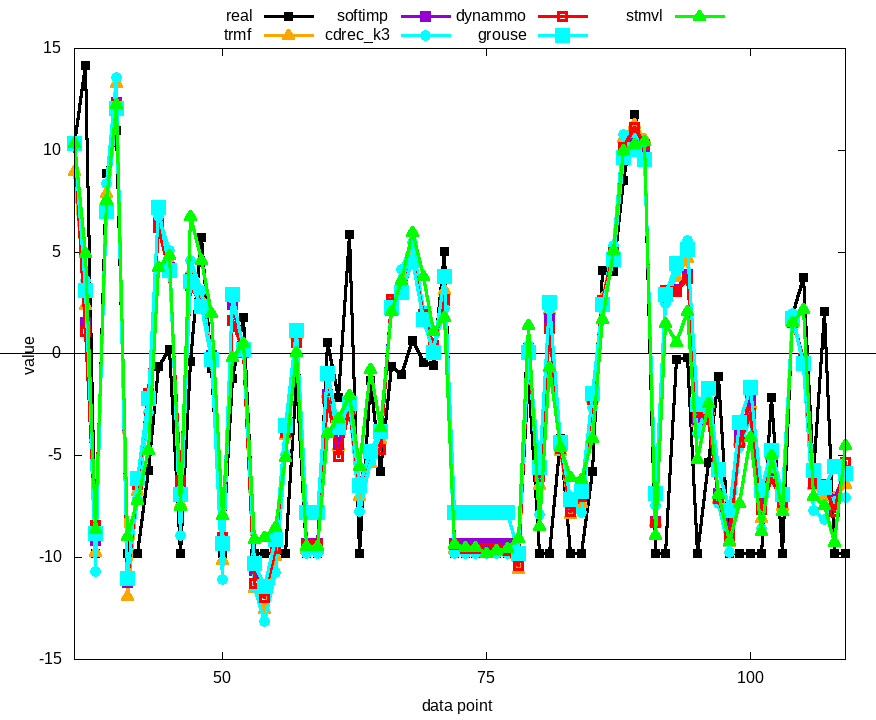 real softimp dynammo stmvl
trmf cdrec_k3 grouse
15
10
5
0
-5
-10
-15
value
50 75 100
data point